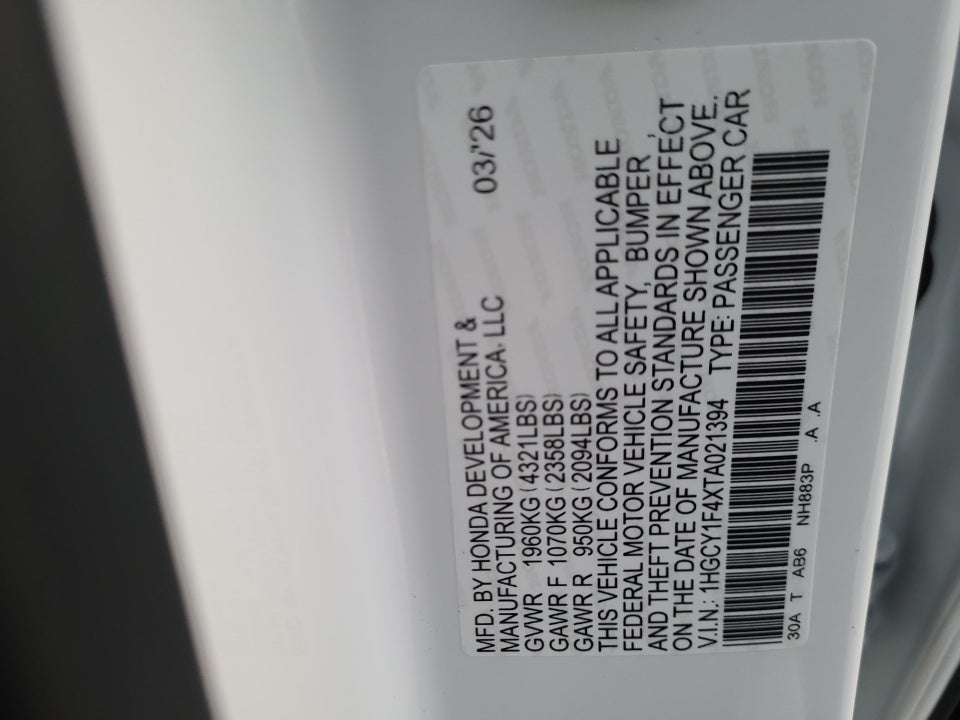 MFD. BY HONDA DEVELOPMENT &
MANUFACTURING OF AMERICA, LLC 03/'26
GVWR 1960KG (4321LBS)
GAWR F 1070KG (2358LBS)
GAWR R 950KG (2094LBS)
THIS VEHICLE CONFORMS TO ALL APPLICABLE
FEDERAL MOTOR VEHICLE SAFETY, BUMPER ,
AND THEFT PREVENTION STANDARDS IN EFFECT
ON THE DATE OF MANUFACTURE SHOWN ABOVE.
V.I.N.: 1HGCY1F4XTA021394 TYPE: PASSENGER CAR
30A T AB6 NH883P .A .A